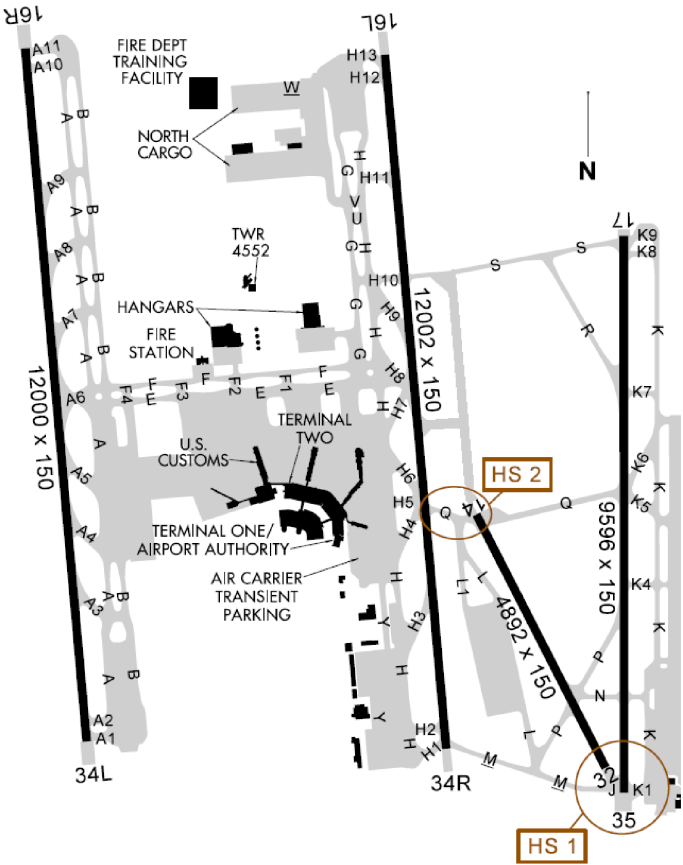 16R
16L
A11
A10
FIRE DEPT
TRAINING
FACILITY
H13
H12
W
B
A
NORTH
CARGO
H
G
H11
A9
V
U
B
A
N
17
K9
K8
TWR
4552
G
H
S
S
A8
H10
B
A
HANGARS
G
H9
12002 x 150
A7
H
R
K
FIRE
STATION
G
B
A
12000 x 150
F
F
F
H8
A6
F4
E
F3
F2
E
F1
E
H
H7
K7
TERMINAL
TWO
A
U.S.
CUSTOMS
A5
H6
HS 2
K6
K
H5
Q
14
Q
K5
A4
H4
TERMINAL ONE/
AIRPORT AUTHORITY
9596 x 150
AIR CARRIER
TRANSIENT
PARKING
H
L
L1
K4
4892 x 150
A
B
A3
Y
H3
K
P
H
A
B
N
Y
A2
A1
H2
H
H1
L
P
K
M
M
32
J
K1
34L
34R
35
HS 1